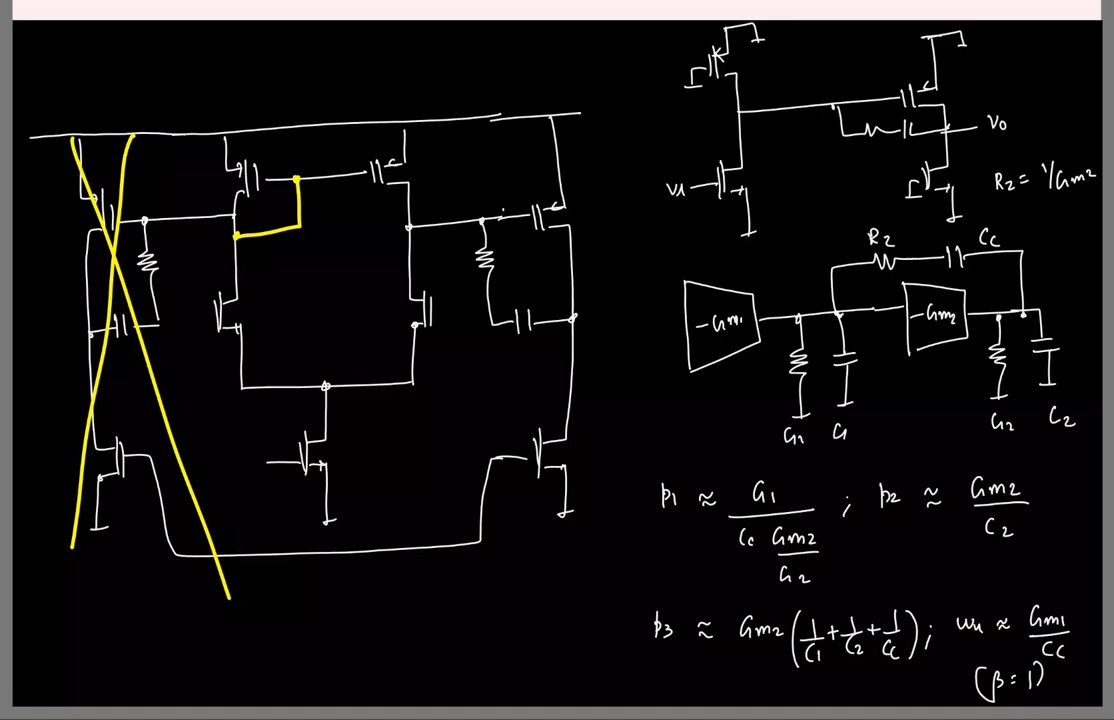 V1
V0
R2 = 1/Gm2
R2
Cc
-Gm1
-Gm2
G1
C1
G2
C2
p1 ≈ G1 / (Cc Gm2/G2) ; p2 ≈ Gm2 / C2
p3 ≈ Gm2 (1/C1 + 1/C2 + 1/Cc) ; ωu ≈ Gm1 / Cc
(β = 1)